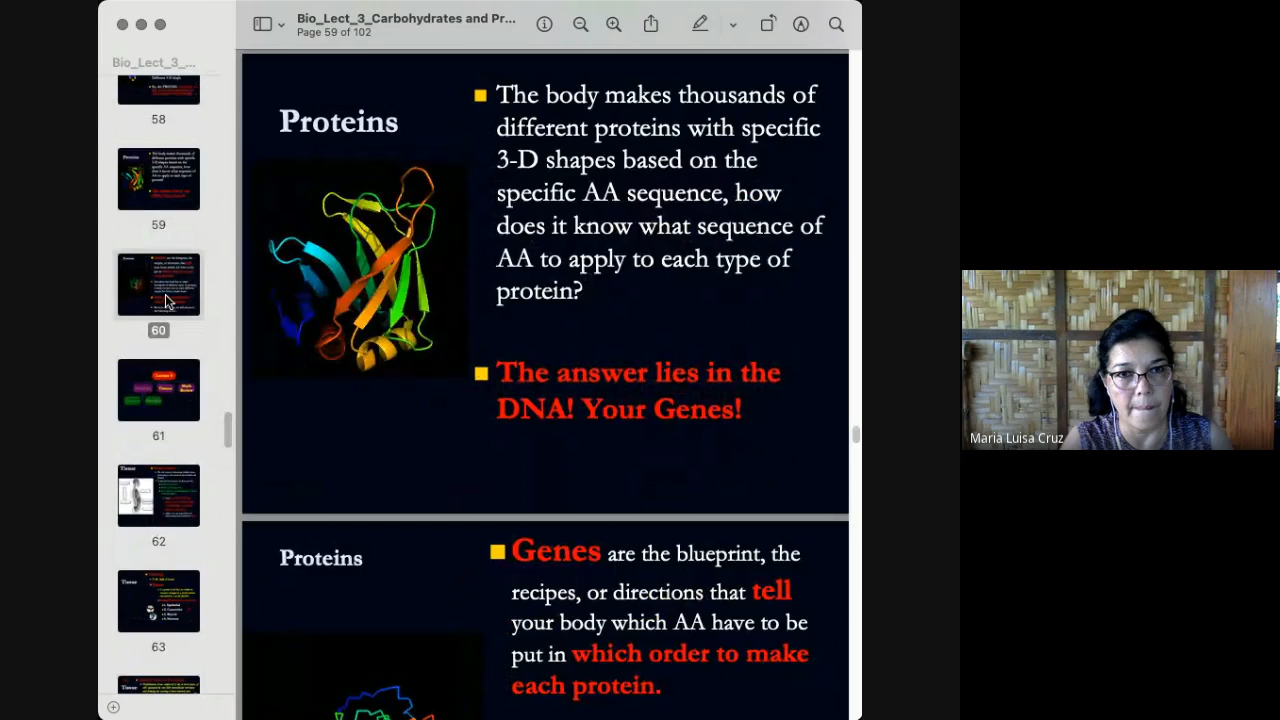 Bio_Lect_3_Carbohydrates and Pr...
Page 59 of 102
Bio_Lect_3_...
58
Proteins
59
60
61
Tissue
62
Tissue
63
Tissue
Proteins
The body makes thousands of
different proteins with specific
3-D shapes based on the
specific AA sequence, how
does it know what sequence of
AA to apply to each type of
protein?
The answer lies in the
DNA! Your Genes!
Proteins
Genes are the blueprint, the
recipes, or directions that tell
your body which AA have to be
put in which order to make
each protein.
Maria Luisa Cruz